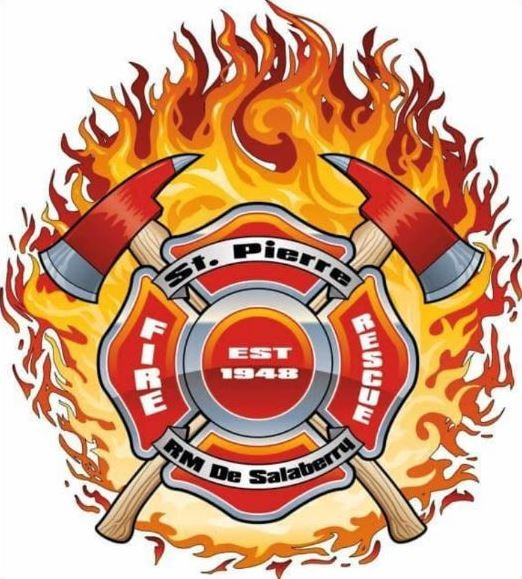 St. Pierre
FIRE
RESCUE
EST
1948
RM De Salaberry